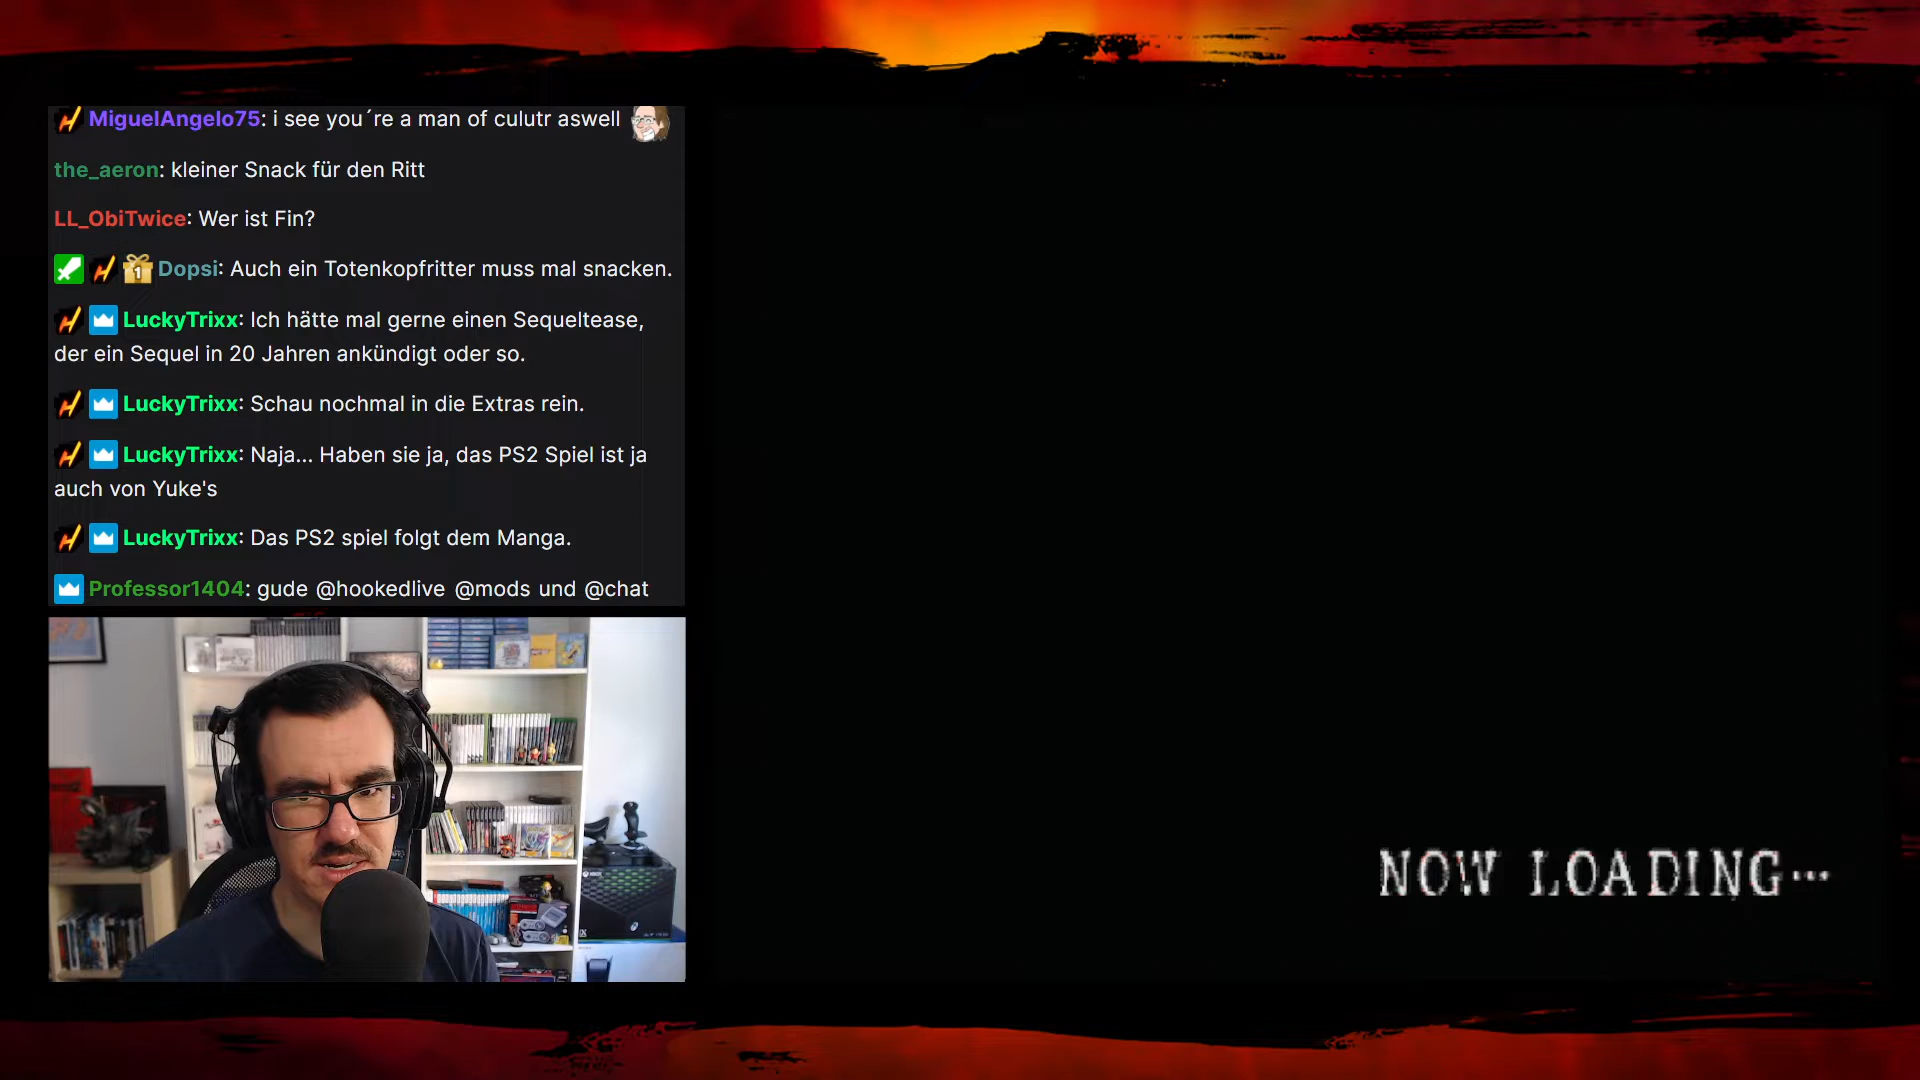 MiguelAngelo75: i see you´re a man of culutr aswell
the_aeron: kleiner Snack für den Ritt
LL_ObiTwice: Wer ist Fin?
1 Dopsi: Auch ein Totenkopfritter muss mal snacken.
LuckyTrixx: Ich hätte mal gerne einen Sequeltease,
der ein Sequel in 20 Jahren ankündigt oder so.
LuckyTrixx: Schau nochmal in die Extras rein.
LuckyTrixx: Naja... Haben sie ja, das PS2 Spiel ist ja
auch von Yuke's
LuckyTrixx: Das PS2 spiel folgt dem Manga.
Professor1404: gude @hookedlive @mods und @chat
NOW LOADING...